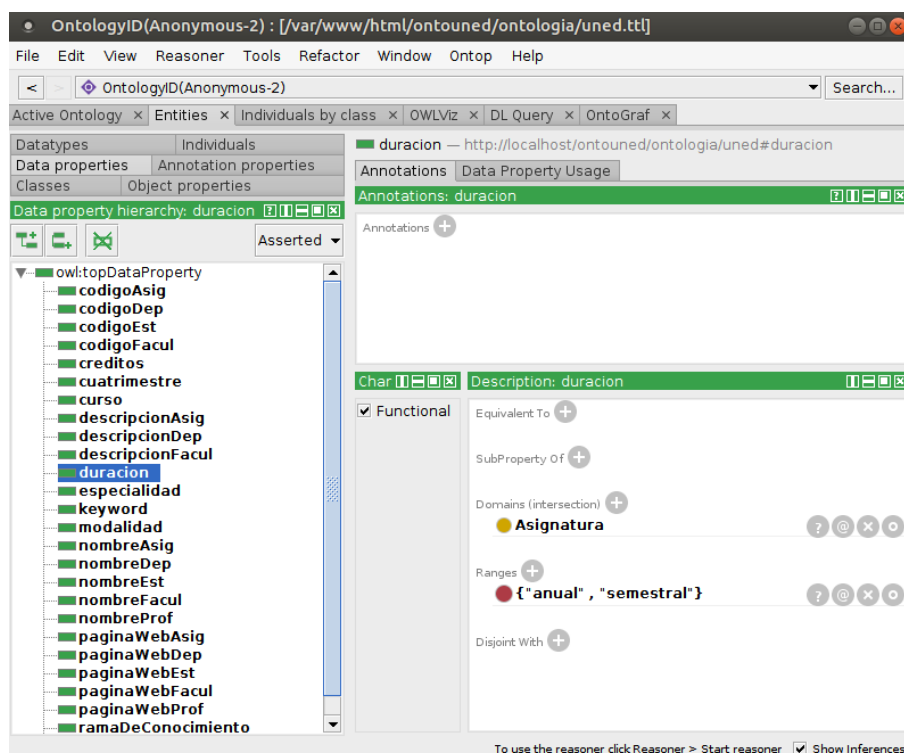 OntologyID(Anonymous-2) : [/var/www/html/ontouned/ontologia/uned.ttl]
File Edit View Reasoner Tools Refactor Window Ontop Help
< > OntologyID(Anonymous-2) Search...
Active Ontology × Entities × Individuals by class × OWLViz × DL Query × OntoGraf ×
Datatypes Individuals
Data properties Annotation properties
Classes Object properties
Data property hierarchy: duracion
Asserted
owl:topDataProperty
codigoAsig
codigoDep
codigoEst
codigoFacul
creditos
cuatrimestre
curso
descripcionAsig
descripcionDep
descripcionFacul
duracion
especialidad
keyword
modalidad
nombreAsig
nombreDep
nombreEst
nombreFacul
nombreProf
paginaWebAsig
paginaWebDep
paginaWebEst
paginaWebFacul
paginaWebProf
ramaDeConocimiento
duracion — http://localhost/ontouned/ontologia/uned#duracion
Annotations Data Property Usage
Annotations: duracion
Annotations
Char
Functional
Description: duracion
Equivalent To
SubProperty Of
Domains (intersection)
Asignatura
Ranges
{"anual" , "semestral"}
Disjoint With
To use the reasoner click Reasoner > Start reasoner Show Inferences